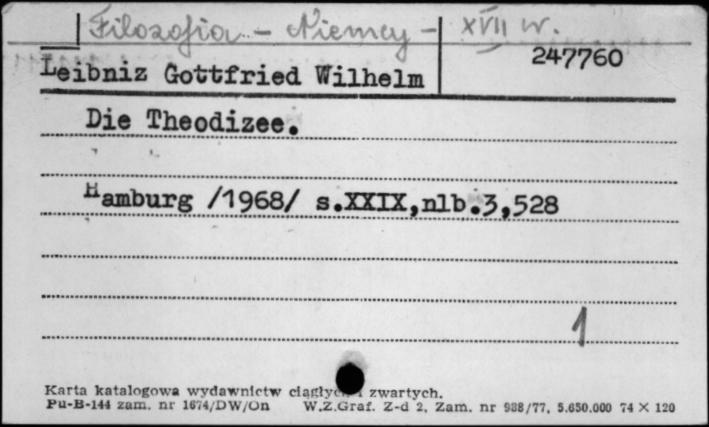 Filozofia - Niemcy - XVII w.
247760
Leibniz Gottfried Wilhelm
Die Theodizee.
Hamburg /1968/ s.XXIX,nlb.3,528
1
Karta katalogowa wydawnictw ciągłych i zwartych.
Pu-B-144 zam. nr 1674/DW/On W.Z.Graf. Z-d 2, Zam. nr 988/77, 5.650.000 74 X 120